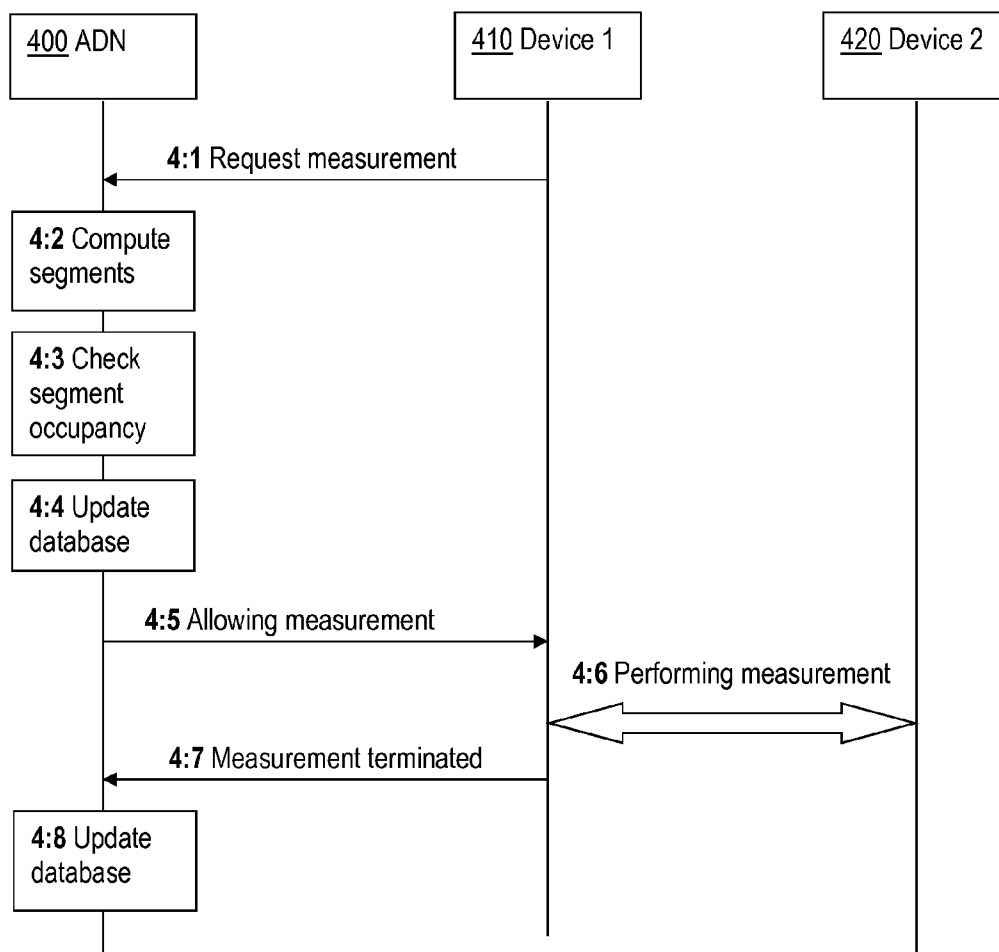 400 ADN
410 Device 1
420 Device 2
4:1 Request measurement
4:2 Compute
segments
4:3 Check
segment
occupancy
4:4 Update
database
4:5 Allowing measurement
4:6 Performing measurement
4:7 Measurement terminated
4:8 Update
database